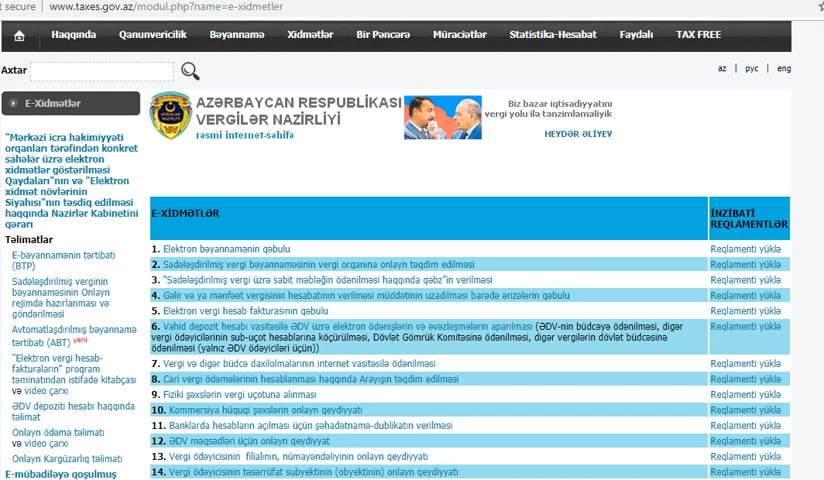 t secure | www.taxes.gov.az/modul.php?name=e-xidmetler
Haqqında Qanunvericilik Bəyannamə Xidmətlər Bir Pəncərə Müraciətlər Statistika-Hesabat Faydalı TAX FREE
Axtar
az | рус | eng
E-Xidmətlər
"Mərkəzi icra hakimiyyəti
orqanları tərəfindən konkret
sahələr üzrə elektron
xidmətlər göstərilməsi
Qaydaları"nın və "Elektron
xidmət növlərinin
Siyahısı"nın təsdiq edilməsi
haqqında Nazirlər Kabinetini
qərarı
Təlimatlar
E-bəyannamənin tərtibatı
(BTP)
Sadələşdirilmiş verginin
bəyannaməsinin Onlayn
rejimdə hazırlanması və
göndərilməsi
Avtomatlaşdırılmış bəyannamə
tərtibatı (ABT) yeni
"Elektron vergi hesab-
fakturaların" proqram
təminatından istifadə kitabçası
və video çarxı
ƏDV depoziti hesabı haqqında
təlimat
Onlayn ödəmə təlimatı
və video çarxı
Onlayn Kargüzarlıq təlimatı
E-mübadiləyə qoşulmuş
AZƏRBAYCAN RESPUBLİKASI
VERGİLƏR NAZİRLİYİ
rəsmi internet-səhifə
Biz bazar iqtisadiyyatını
vergi yolu ilə tənzimləməliyik
HEYDƏR ƏLİYEV
E-XİDMƏTLƏR İNZİBATİ
REQLAMENTLƏR
1. Elektron bəyannamənin qəbulu Reqlamenti yüklə
2. Sadələşdirilmiş vergi bəyannaməsinin vergi orqanına onlayn təqdim edilməsi Reqlamenti yüklə
3. "Sadələşdirilmiş vergi üzrə sabit məbləğin ödənilməsi haqqında qəbz"in verilməsi Reqlamenti yüklə
4. Gəlir və ya mənfəət vergisinin hesabatının verilməsi müddətinin uzadılması barədə ərizələrin qəbulu Reqlamenti yüklə
5. Elektron vergi hesab fakturasının qəbulu Reqlamenti yüklə
6. Vahid depozit hesabı vasitəsilə ƏDV üzrə elektron ödənişlərin və əvəzləşmələrin aparılması (ƏDV-nin büdcəyə ödənilməsi, digər Reqlamenti yüklə
vergi ödəyicilərinin sub-uçot hesablarına köçürülməsi, Dövlət Gömrük Komitəsinə ödənilməsi, digər vergilərin dövlət büdcəsinə
ödənilməsi (yalnız ƏDV ödəyiciləri üçün))
7. Vergi və digər büdcə daxilolmalarının internet vasitəsilə ödənilməsi Reqlamenti yüklə
8. Cari vergi ödəmələrinin hesablanması haqqında Arayışın təqdim edilməsi Reqlamenti yüklə
9. Fiziki şəxslərin vergi uçotuna alınması Reqlamenti yüklə
10. Kommersiya hüquqi şəxslərin onlayn qeydiyyatı Reqlamenti yüklə
11. Banklarda hesabların açılması üçün şəhadətnamə-dublikatın verilməsi Reqlamenti yüklə
12. ƏDV məqsədləri üçün onlayn qeydiyyat Reqlamenti yüklə
13. Vergi ödəyicisinin filialının, nümayəndəliyinin onlayn qeydiyyatı Reqlamenti yüklə
14. Vergi ödəyicisinin təsərrüfat subyektinin (obyektinin) onlayn qeydiyyatı Reqlamenti yüklə